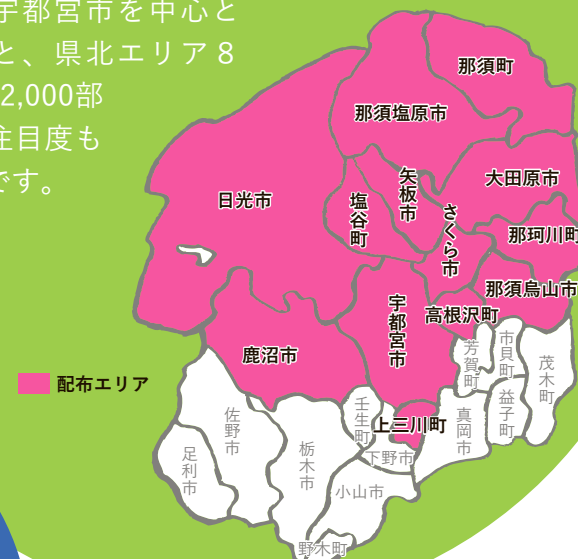 宇都宮市を中心と
と、県北エリア８
2,000部
注目度も
です。
那須町
那須塩原市
矢板市
大田原市
日光市
塩谷町
さくら市
那珂川町
那須烏山市
宇都宮市
高根沢町
鹿沼市
芳賀町
市貝町
茂木町
配布エリア
壬生町
上三川町
真岡市
益子町
佐野市
足利市
栃木市
下野市
小山市
野木町